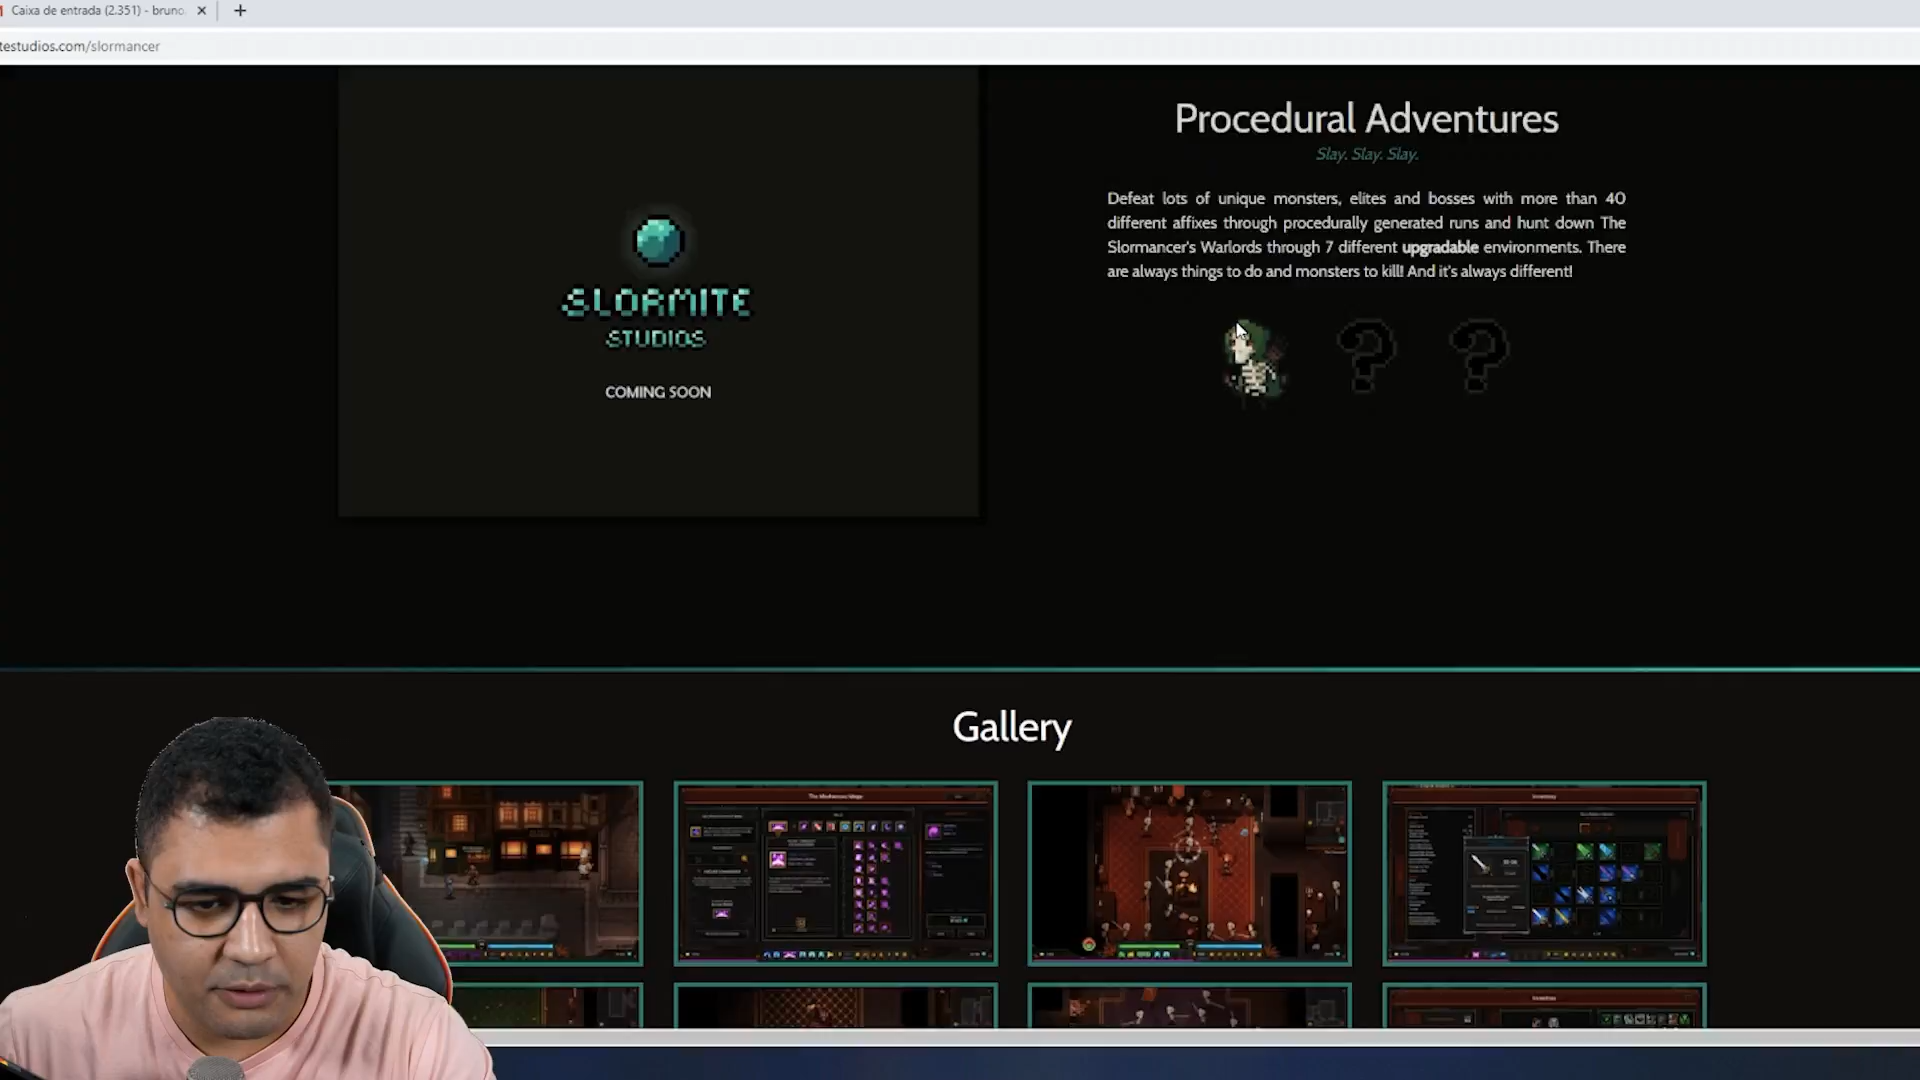 Caixa de entrada (2.351) - bruno.
testudios.com/slormancer
Procedural Adventures
Slay. Slay. Slay.
Defeat lots of unique monsters, elites and bosses with more than 40
different affixes through procedurally generated runs and hunt down The
Slormancer's Warlords through 7 different upgradable environments. There
are always things to do and monsters to kill! And it's always different!
SLORMITE
STUDIOS
COMING SOON
Gallery